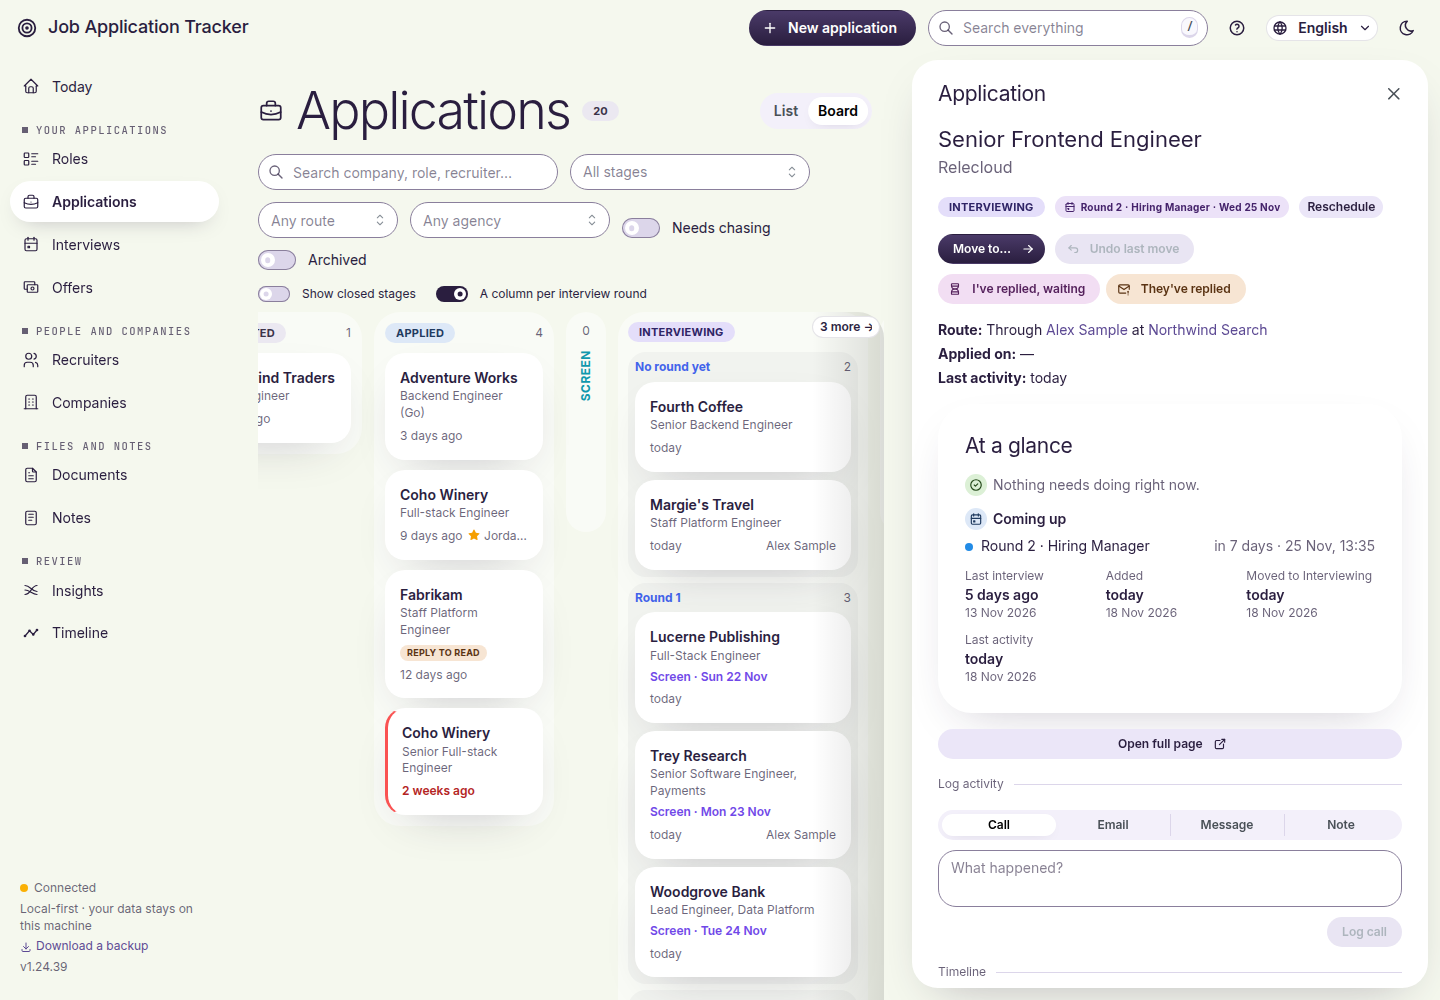 Job Application Tracker
New application
Search everything
/
English
Today
YOUR APPLICATIONS
Roles
Applications
Interviews
Offers
PEOPLE AND COMPANIES
Recruiters
Companies
FILES AND NOTES
Documents
Notes
REVIEW
Insights
Timeline
Connected
Local-first · your data stays on
this machine
Download a backup
v1.24.39
Applications 20
List Board
Search company, role, recruiter...
All stages
Any route
Any agency
Needs chasing
Archived
Show closed stages
A column per interview round
TED 1
ind Traders
gineer
go
APPLIED 4
Adventure Works
Backend Engineer
(Go)
3 days ago
Coho Winery
Full-stack Engineer
9 days ago Jorda...
Fabrikam
Staff Platform
Engineer
REPLY TO READ
12 days ago
Coho Winery
Senior Full-stack
Engineer
2 weeks ago
0
SCREEN
INTERVIEWING
3 more →
No round yet 2
Fourth Coffee
Senior Backend Engineer
today
Margie's Travel
Staff Platform Engineer
today Alex Sample
Round 1 3
Lucerne Publishing
Full-Stack Engineer
Screen · Sun 22 Nov
today
Trey Research
Senior Software Engineer,
Payments
Screen · Mon 23 Nov
today Alex Sample
Woodgrove Bank
Lead Engineer, Data Platform
Screen · Tue 24 Nov
today
Application
Senior Frontend Engineer
Relecloud
INTERVIEWING
Round 2 · Hiring Manager · Wed 25 Nov
Reschedule
Move to... →
Undo last move
I've replied, waiting
They've replied
Route: Through Alex Sample at Northwind Search
Applied on: —
Last activity: today
At a glance
Nothing needs doing right now.
Coming up
Round 2 · Hiring Manager in 7 days · 25 Nov, 13:35
Last interview Added Moved to Interviewing
5 days ago today today
13 Nov 2026 18 Nov 2026 18 Nov 2026
Last activity
today
18 Nov 2026
Open full page
Log activity
Call Email Message Note
What happened?
Log call
Timeline